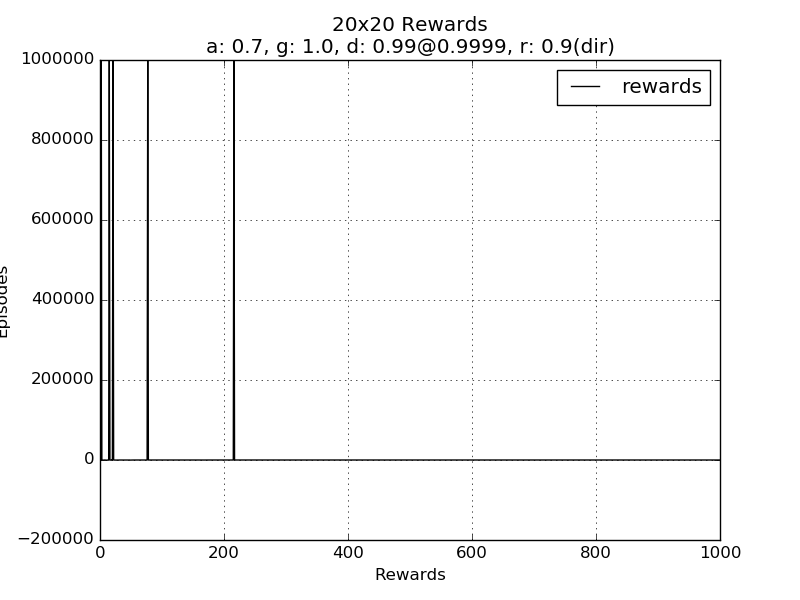 20x20 Rewards
a: 0.7, g: 1.0, d: 0.99@0.9999, r: 0.9(dir)
1000000
rewards
800000
600000
400000
Episodes
200000
0
−200000
0 200 400 600 800 1000
Rewards